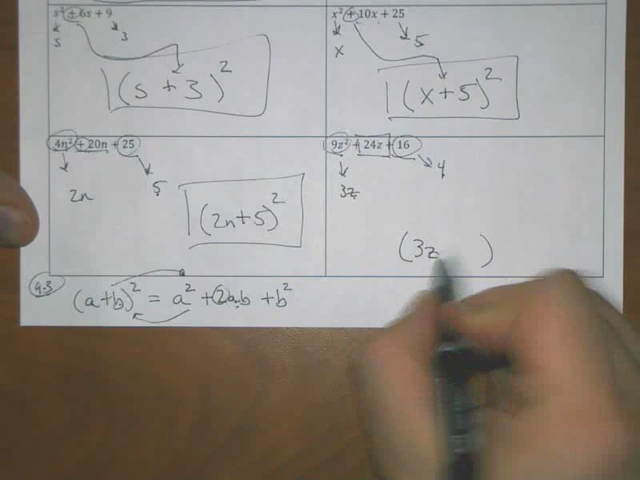 s² + 6s + 9
s
3
(s + 3)²
x² + 10x + 25
x
5
(x + 5)²
4n² + 20n + 25
2n
5
(2n + 5)²
9z² + 24z + 16
3z
4
(3z )
9.3
(a+b)² = a² + 2ab + b²